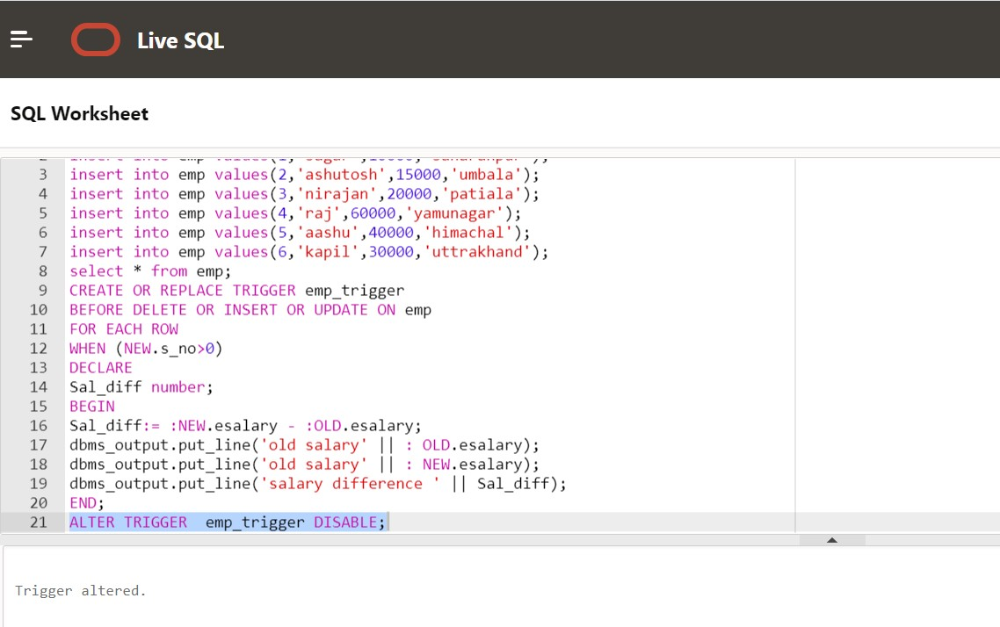 Live SQL
SQL Worksheet
3 insert into emp values(2,'ashutosh',15000,'umbala');
4 insert into emp values(3,'nirajan',20000,'patiala');
5 insert into emp values(4,'raj',60000,'yamunagar');
6 insert into emp values(5,'aashu',40000,'himachal');
7 insert into emp values(6,'kapil',30000,'uttrakhand');
8 select * from emp;
9 CREATE OR REPLACE TRIGGER emp_trigger
10 BEFORE DELETE OR INSERT OR UPDATE ON emp
11 FOR EACH ROW
12 WHEN (NEW.s_no>0)
13 DECLARE
14 Sal_diff number;
15 BEGIN
16 Sal_diff:= :NEW.esalary - :OLD.esalary;
17 dbms_output.put_line('old salary' || : OLD.esalary);
18 dbms_output.put_line('old salary' || : NEW.esalary);
19 dbms_output.put_line('salary difference ' || Sal_diff);
20 END;
21 ALTER TRIGGER  emp_trigger DISABLE;
Trigger altered.